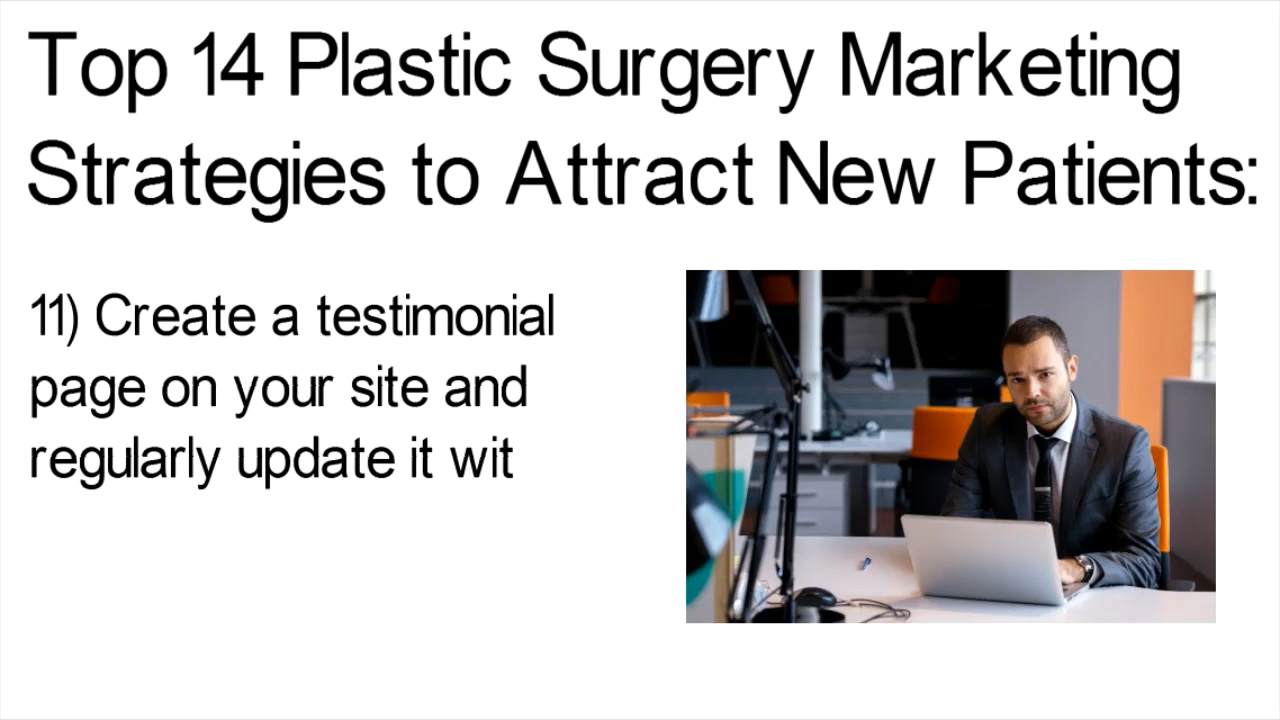 Top 14 Plastic Surgery Marketing
Strategies to Attract New Patients:
11) Create a testimonial
page on your site and
regularly update it wit